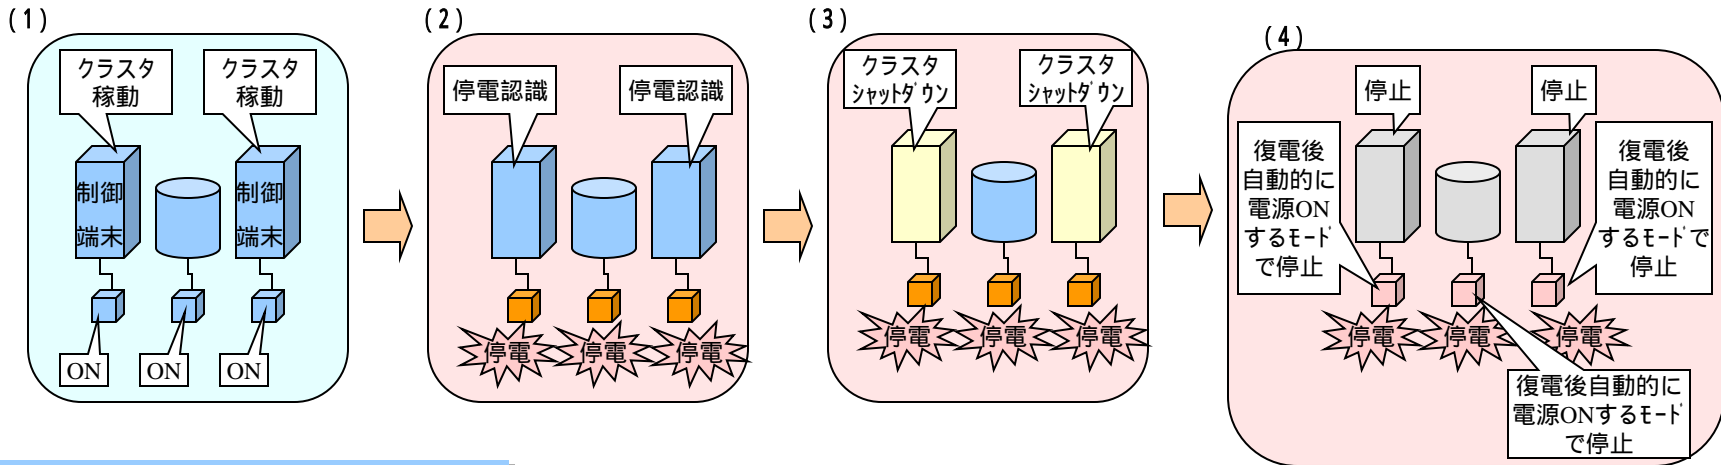 (1)
クラスタ
稼動
クラスタ
稼動
制御
端末
制御
端末
ON
ON
ON
(2)
停電認識
停電認識
停電
停電
停電
(3)
クラスタ
ｼｬｯﾄﾀﾞｳﾝ
クラスタ
ｼｬｯﾄﾀﾞｳﾝ
停電
停電
停電
(4)
停止
停止
復電後
自動的に
電源ON
するﾓｰﾄﾞ
で停止
復電後
自動的に
電源ON
するﾓｰﾄﾞで
停止
停電
停電
停電
復電後自動的に
電源ONするﾓｰﾄﾞ
で停止